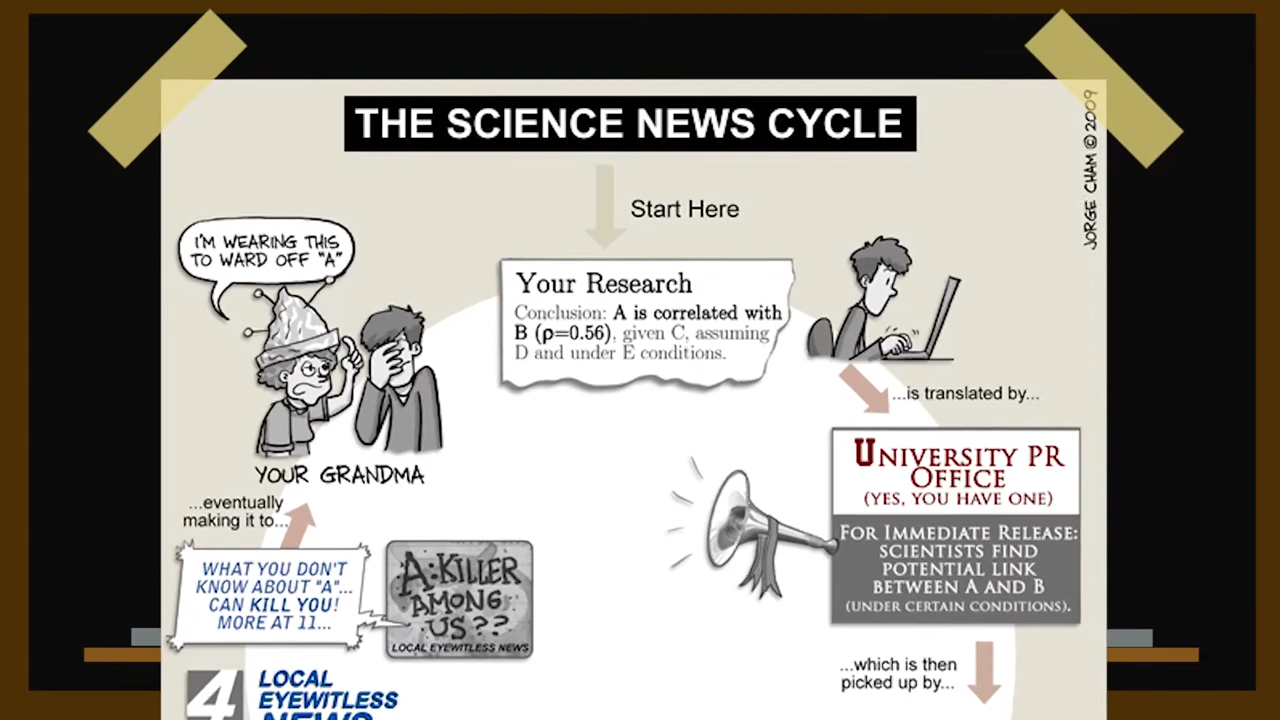 THE SCIENCE NEWS CYCLE
JORGE CHAM © 2009
Start Here
I'M WEARING THIS
TO WARD OFF "A"
Your Research
Conclusion: A is correlated with
B (ρ=0.56), given C, assuming
D and under E conditions.
...is translated by...
UNIVERSITY PR
OFFICE
(YES, YOU HAVE ONE)
FOR IMMEDIATE RELEASE:
SCIENTISTS FIND
POTENTIAL LINK
BETWEEN A AND B
(UNDER CERTAIN CONDITIONS).
...which is then
picked up by...
YOUR GRANDMA
...eventually
making it to...
WHAT YOU DON'T
KNOW ABOUT "A"...
CAN KILL YOU!
MORE AT 11...
A: KILLER
AMONG
US??
LOCAL EYEWITLESS NEWS
4
LOCAL
EYEWITLESS
NEWS